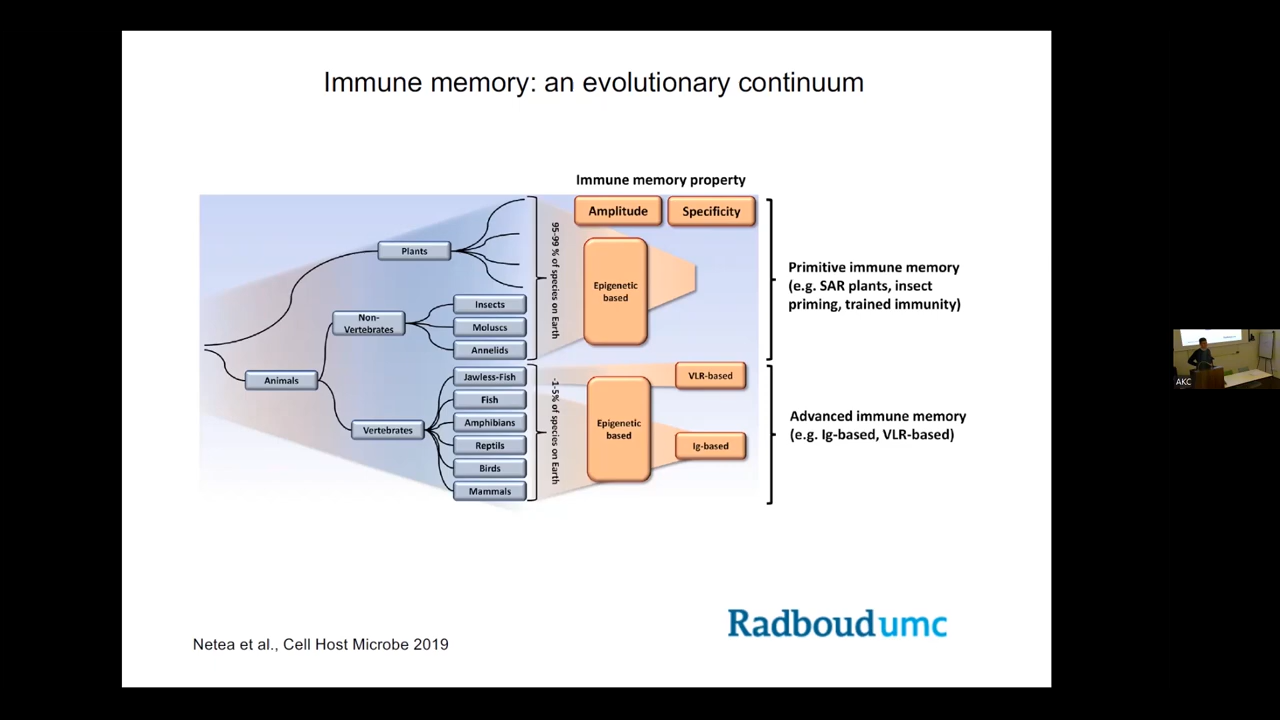 Immune memory: an evolutionary continuum
Immune memory property
Amplitude
Specificity
Plants
95-99 % of species on Earth
Epigenetic
based
Primitive immune memory
(e.g. SAR plants, insect
priming, trained immunity)
Non-
Vertebrates
Insects
Moluscs
Annelids
Animals
Vertebrates
Jawless-Fish
Fish
Amphibians
Reptils
Birds
Mammals
-1-5% of species on Earth
Epigenetic
based
VLR-based
Ig-based
Advanced immune memory
(e.g. Ig-based, VLR-based)
Radboudumc
Netea et al., Cell Host Microbe 2019
AKC